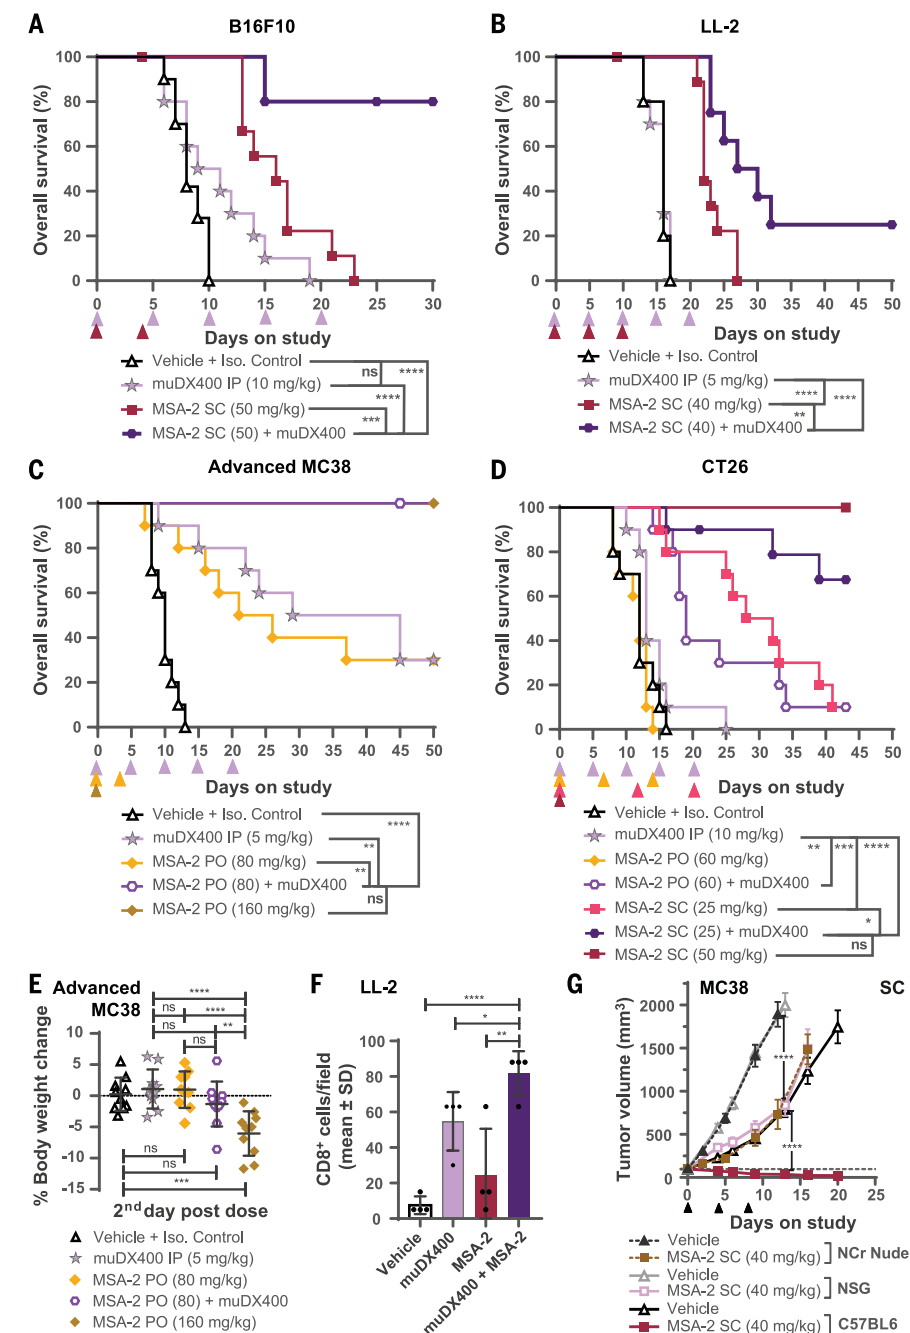 A
B16F10
Overall survival (%)
100
80
60
40
20
0
0 5 10 15 20 25 30
Days on study
Vehicle + Iso. Control
muDX400 IP (10 mg/kg)
MSA-2 SC (50 mg/kg)
MSA-2 SC (50) + muDX400
ns
****
****
***
B
LL-2
Overall survival (%)
100
80
60
40
20
0
0 5 10 15 20 25 30 35 40 45 50
Days on study
Vehicle + Iso. Control
muDX400 IP (5 mg/kg)
MSA-2 SC (40 mg/kg)
MSA-2 SC (40) + muDX400
****
****
**
C
Advanced MC38
Overall survival (%)
100
80
60
40
20
0
0 5 10 15 20 25 30 35 40 45 50
Days on study
Vehicle + Iso. Control
muDX400 IP (5 mg/kg)
MSA-2 PO (80 mg/kg)
MSA-2 PO (80) + muDX400
MSA-2 PO (160 mg/kg)
****
**
**
ns
D
CT26
Overall survival (%)
100
80
60
40
20
0
0 5 10 15 20 25 30 35 40 45 50
Days on study
Vehicle + Iso. Control
muDX400 IP (10 mg/kg)
MSA-2 PO (60 mg/kg)
MSA-2 PO (60) + muDX400
MSA-2 SC (25 mg/kg)
MSA-2 SC (25) + muDX400
MSA-2 SC (50 mg/kg)
** *** ****
*
ns
E
Advanced
MC38
% Body weight change
10
5
0
-5
-10
-15
****
ns ****
ns **
ns
ns
ns
***
2nd day post dose
Vehicle + Iso. Control
muDX400 IP (5 mg/kg)
MSA-2 PO (80 mg/kg)
MSA-2 PO (80) + muDX400
MSA-2 PO (160 mg/kg)
F
LL-2
CD8+ cells/field
(mean ± SD)
100
80
60
40
20
0
****
*
**
Vehicle
muDX400
MSA-2
muDX400 + MSA-2
G
MC38
SC
Tumor volume (mm3)
2000
1500
1000
500
0
****
****
0 5 10 15 20 25
Days on study
Vehicle
MSA-2 SC (40 mg/kg)
NCr Nude
Vehicle
MSA-2 SC (40 mg/kg)
NSG
Vehicle
MSA-2 SC (40 mg/kg)
C57BL6